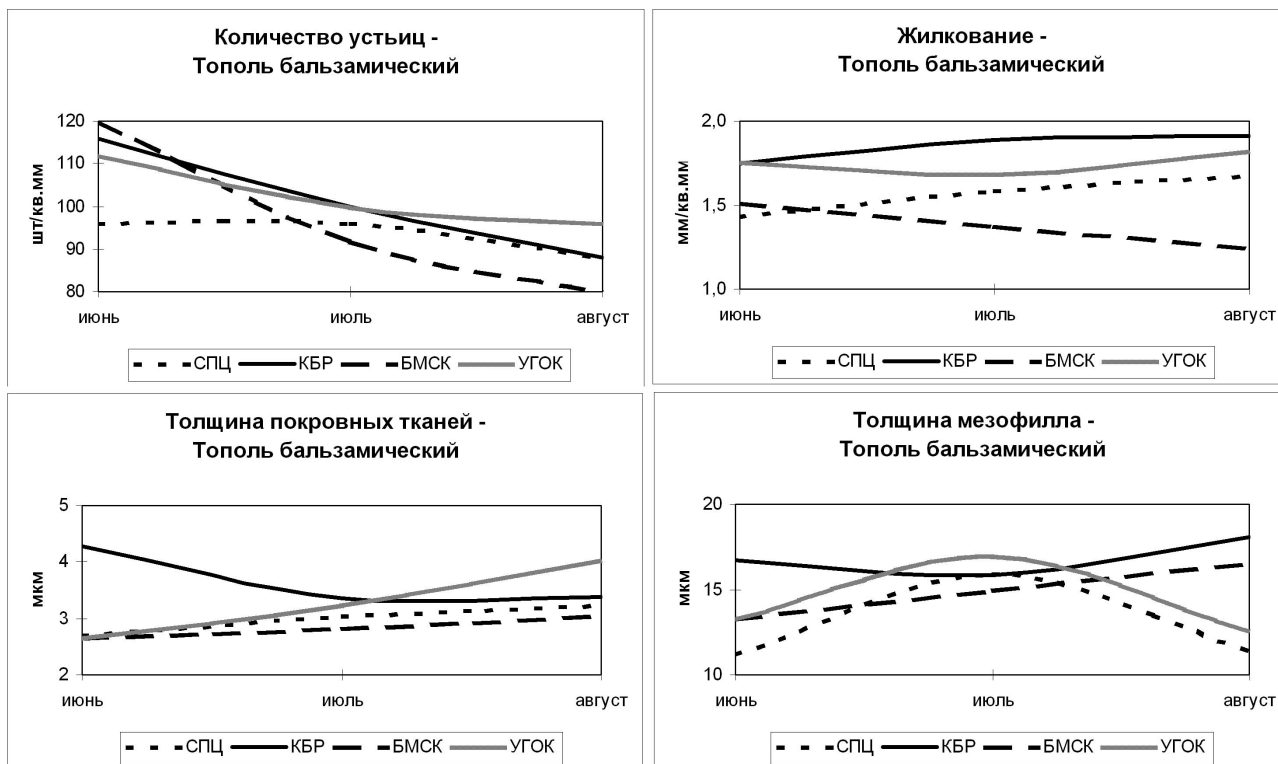 Количество устьиц -
Тополь бальзамический
шт/кв.мм
120
110
100
90
80
июнь июль август
СПЦ КБР БМСК УГОК
Жилкование -
Тополь бальзамический
мм/кв.мм
2,0
1,5
1,0
июнь июль август
СПЦ КБР БМСК УГОК
Толщина покровных тканей -
Тополь бальзамический
мкм
5
4
3
2
июнь июль август
СПЦ КБР БМСК УГОК
Толщина мезофилла -
Тополь бальзамический
мкм
20
15
10
июнь июль август
СПЦ КБР БМСК УГОК